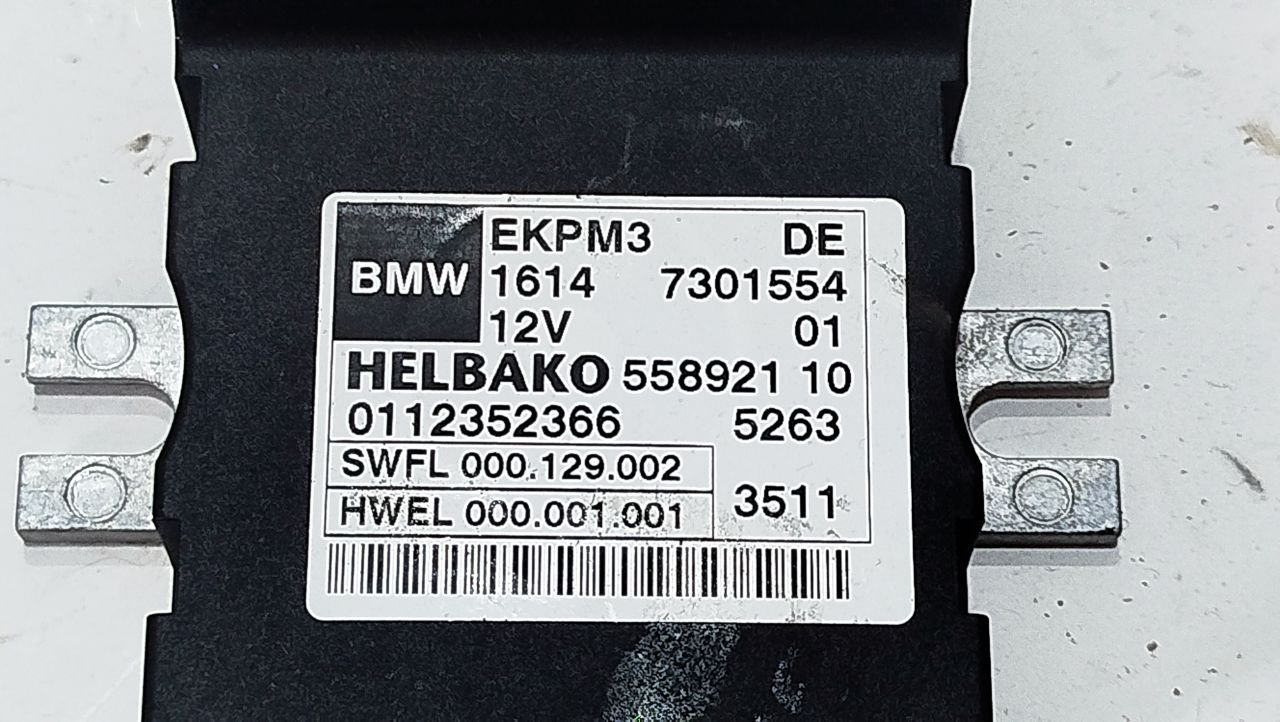 EKPM3 DE
BMW 1614 7301554
12V 01
HELBAKO 558921 10
0112352366 5263
SWFL 000.129.002
HWEL 000.001.001 3511